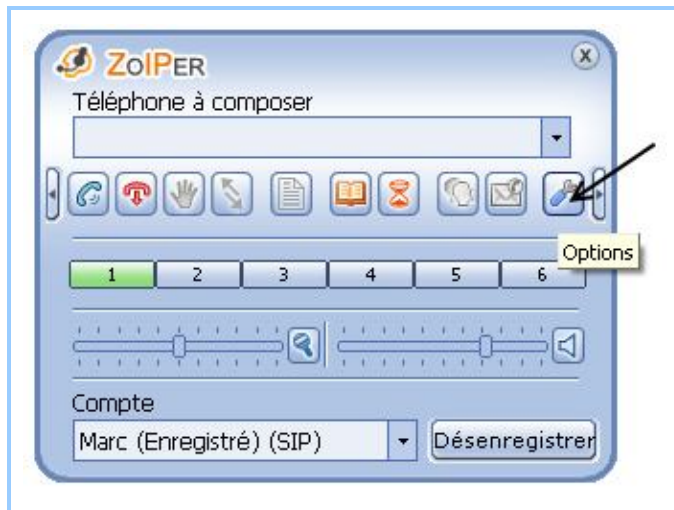 ZoIPer
Téléphone à composer
Options
1 2 3 4 5 6
Compte
Marc (Enregistré) (SIP) Désenregistrer